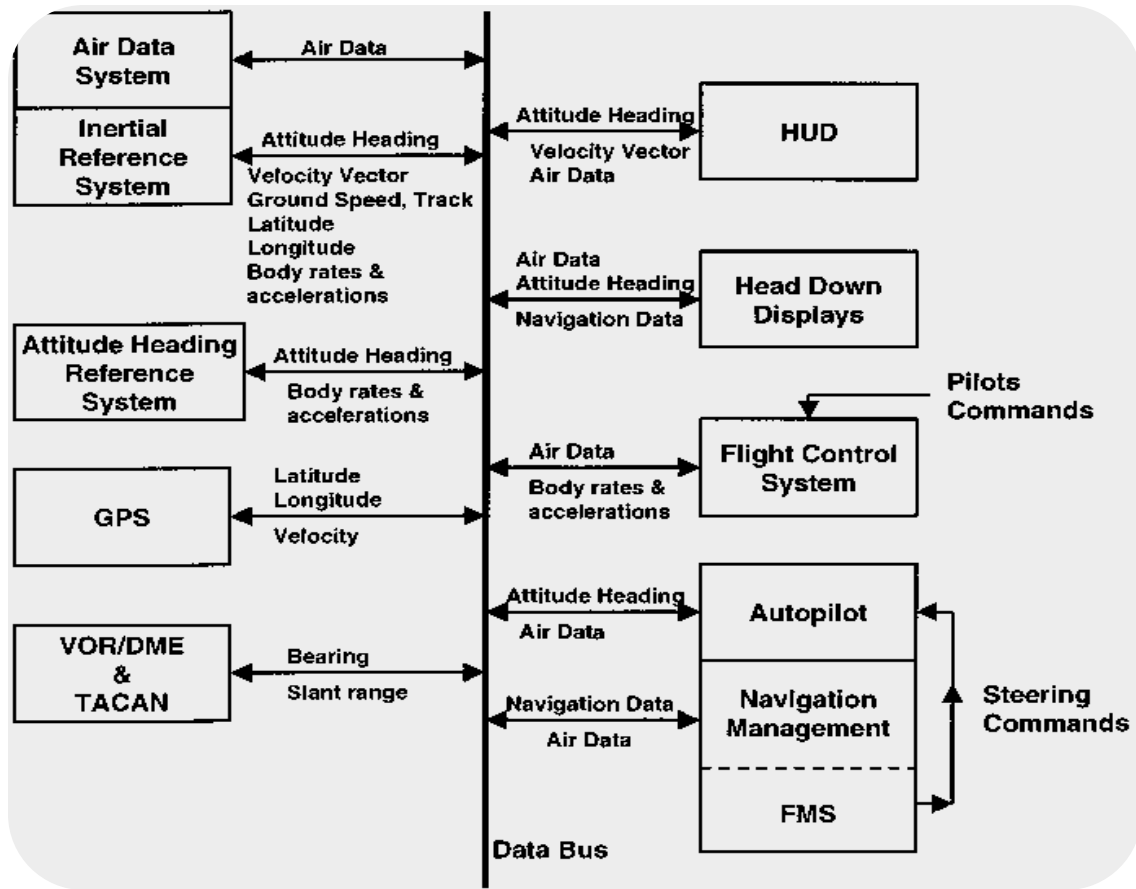 Air Data
System
Air Data
Inertial
Reference
System
Attitude Heading
Velocity Vector
Ground Speed, Track
Latitude
Longitude
Body rates &
accelerations
Attitude Heading
Reference
System
Attitude Heading
Body rates &
accelerations
GPS
Latitude
Longitude
Velocity
VOR/DME
&
TACAN
Bearing
Slant range
Data Bus
Attitude Heading
Velocity Vector
Air Data
HUD
Air Data
Attitude Heading
Navigation Data
Head Down
Displays
Pilots
Commands
Air Data
Body rates &
accelerations
Flight Control
System
Attitude Heading
Air Data
Autopilot
Navigation Data
Air Data
Navigation
Management
FMS
Steering
Commands